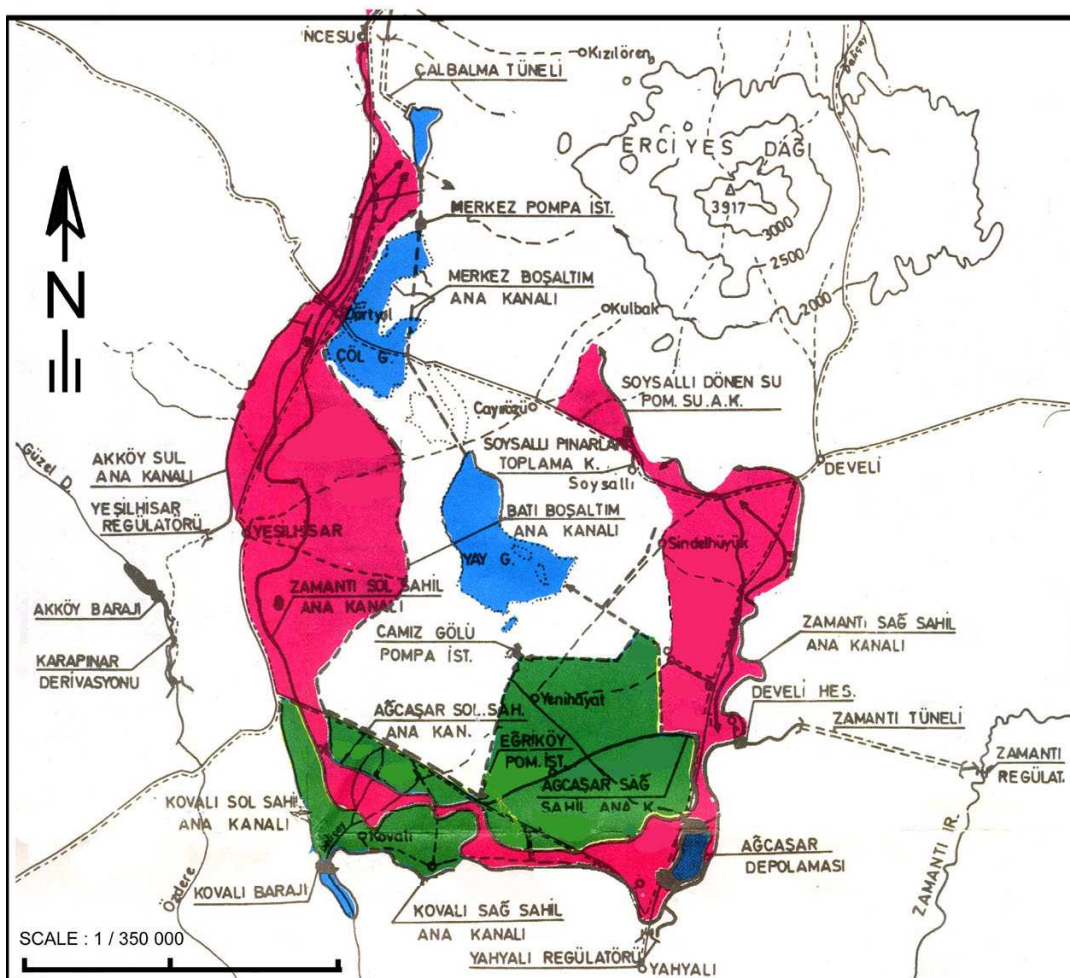 İNCESU
Kızılören
ÇALBALMA TÜNELİ
ERCİYES DAĞI
3917
3000
2500
2000
MERKEZ POMPA İST.
MERKEZ BOŞALTIM
ANA KANALI
N
Kulbak
ÇÖL G.
SOYSALLI DÖNEN SU
POM. SU. A.K.
SOYSALLI PINARLAR
TOPLAMA K.
Soysallı
DEVELİ
Güzel D.
AKKÖY SUL
ANA KANALI
YEŞİLHİSAR
REGÜLATÖRÜ
YEŞİLHİSAR
BATI BOŞALTIM
ANA KANALI
YAY G.
Sindelhüyük
ZAMANTI SOL SAHİL
ANA KANALI
AKKÖY BARAJI
KARAPINAR
DERİVASYONU
CAMIZ GÖLÜ
POMPA İST.
ZAMANTI SAĞ SAHİL
ANA KANALI
Yenihayat
AĞCAŞAR SOL. SAH.
ANA KAN.
DEVELİ HES.
ZAMANTI TÜNELİ
EĞRİKÖY
POM. İST.
ZAMANTI
REGÜLAT.
AĞCAŞAR SAĞ
SAHİL ANA K.
KOVALI SOL SAHİ
ANA KANALI
Kovalı
AĞCAŞAR
DEPOLAMASI
ZAMANTI IR.
Özdere
KOVALI BARAJI
KOVALI SAĞ SAHİL
ANA KANALI
YAHYALI REGÜLATÖRÜ
YAHYALI
SCALE : 1 / 350 000